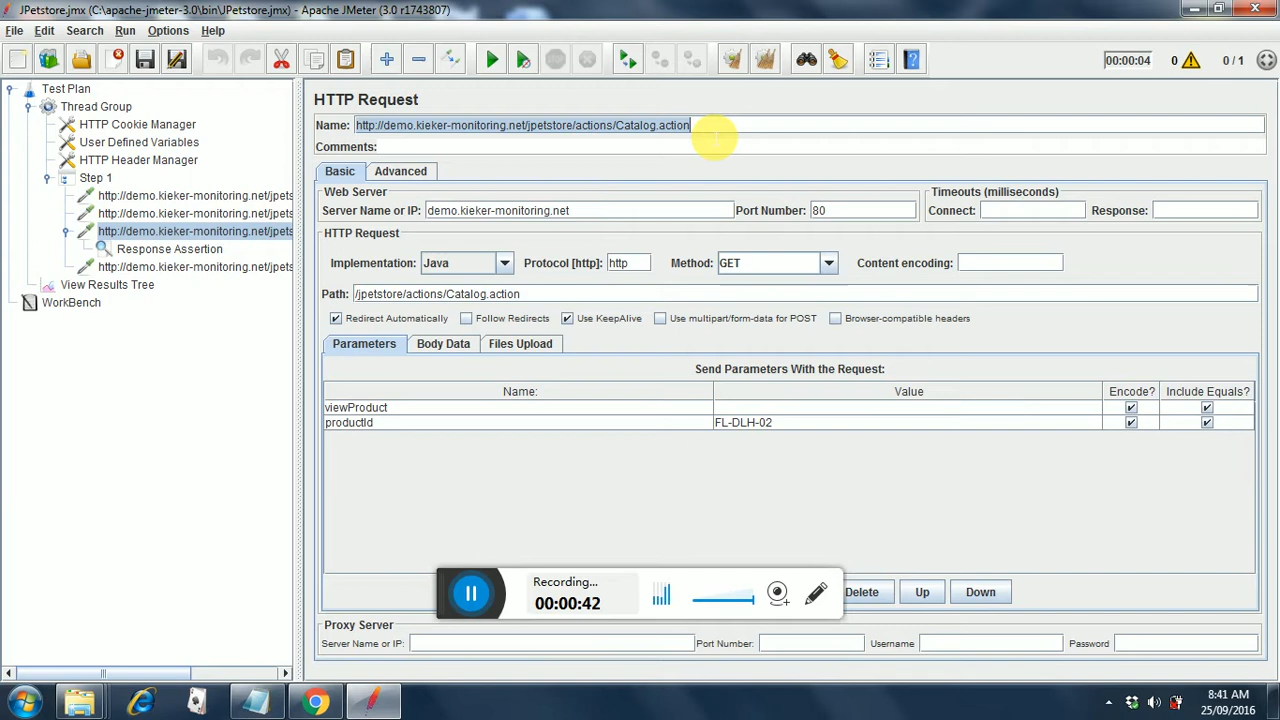 JPetstore.jmx (C:\apache-jmeter-3.0\bin\JPetstore.jmx) - Apache JMeter (3.0 r1743807)
File Edit Search Run Options Help
00:00:04 0 0 / 1
Test Plan
Thread Group
HTTP Cookie Manager
User Defined Variables
HTTP Header Manager
Step 1
http://demo.kieker-monitoring.net/jpets
http://demo.kieker-monitoring.net/jpets
http://demo.kieker-monitoring.net/jpets
Response Assertion
http://demo.kieker-monitoring.net/jpets
View Results Tree
WorkBench
HTTP Request
Name: http://demo.kieker-monitoring.net/jpetstore/actions/Catalog.action
Comments:
Basic Advanced
Web Server Timeouts (milliseconds)
Server Name or IP: demo.kieker-monitoring.net Port Number: 80 Connect: Response:
HTTP Request
Implementation: Java Protocol [http]: http Method: GET Content encoding:
Path: /jpetstore/actions/Catalog.action
Redirect Automatically Follow Redirects Use KeepAlive Use multipart/form-data for POST Browser-compatible headers
Parameters Body Data Files Upload
Send Parameters With the Request:
Name: Value Encode? Include Equals?
viewProduct
productId FL-DLH-02
Recording...
00:00:42
Delete Up Down
Proxy Server
Server Name or IP: Port Number: Username Password
8:41 AM
25/09/2016